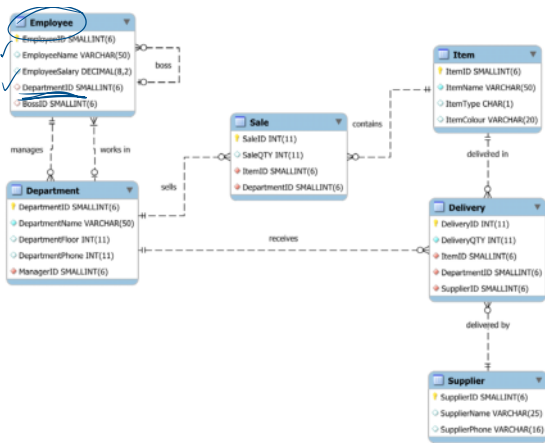 Employee
EmployeeID SMALLINT(6)
EmployeeName VARCHAR(50)
EmployeeSalary DECIMAL(8,2)
DepartmentID SMALLINT(6)
BossID SMALLINT(6)
boss
manages
works in
Department
DepartmentID SMALLINT(6)
DepartmentName VARCHAR(50)
DepartmentFloor INT(11)
DepartmentPhone INT(11)
ManagerID SMALLINT(6)
sells
Sale
SaleID INT(11)
SaleQTY INT(11)
ItemID SMALLINT(6)
DepartmentID SMALLINT(6)
contains
receives
Item
ItemID SMALLINT(6)
ItemName VARCHAR(50)
ItemType CHAR(1)
ItemColour VARCHAR(20)
delivered in
Delivery
DeliveryID INT(11)
DeliveryQTY INT(11)
ItemID SMALLINT(6)
DepartmentID SMALLINT(6)
SupplierID SMALLINT(6)
delivered by
Supplier
SupplierID SMALLINT(6)
SupplierName VARCHAR(25)
SupplierPhone VARCHAR(16)